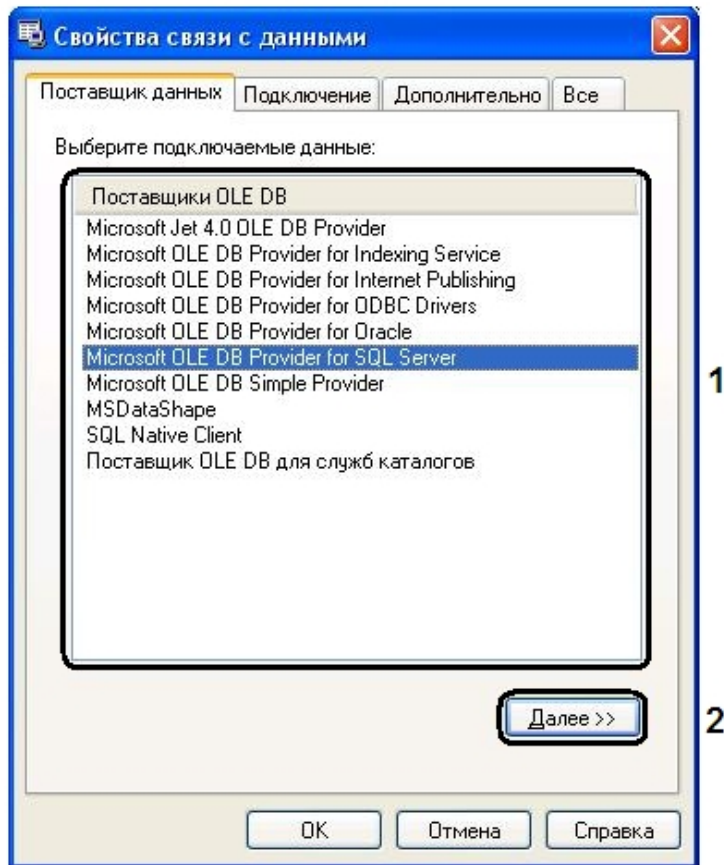 Свойства связи с данными
Поставщик данных Подключение Дополнительно Все
Выберите подключаемые данные:
Поставщики OLE DB
Microsoft Jet 4.0 OLE DB Provider
Microsoft OLE DB Provider for Indexing Service
Microsoft OLE DB Provider for Internet Publishing
Microsoft OLE DB Provider for ODBC Drivers
Microsoft OLE DB Provider for Oracle
Microsoft OLE DB Provider for SQL Server
1
Microsoft OLE DB Simple Provider
MSDataShape
SQL Native Client
Поставщик OLE DB для служб каталогов
Далее >>
2
OK Отмена Справка